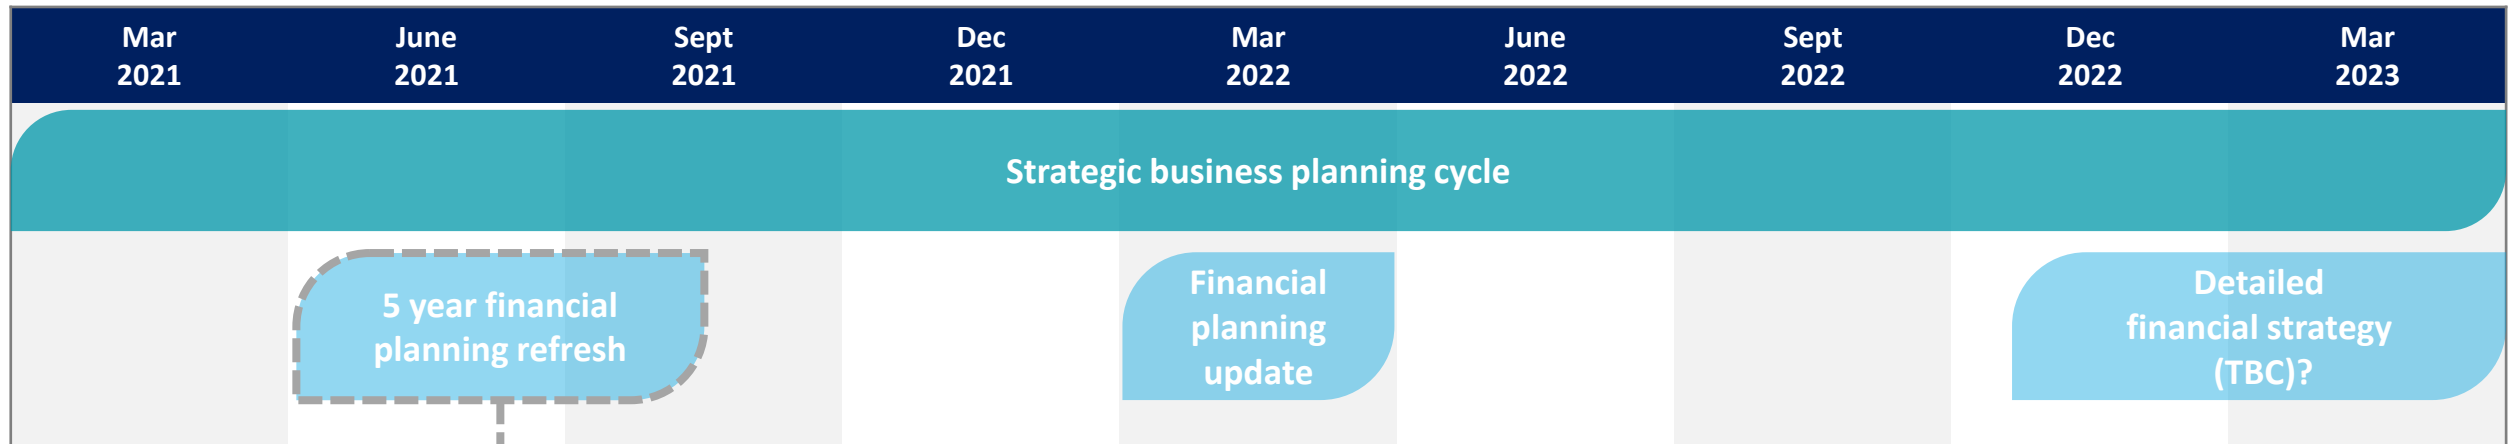 Mar June Sept Dec Mar June Sept Dec Mar
2021 2021 2021 2021 2022 2022 2022 2022 2023
Strategic business planning cycle
5 year financial
planning refresh
Financial
planning
update
Detailed
financial strategy
(TBC)?